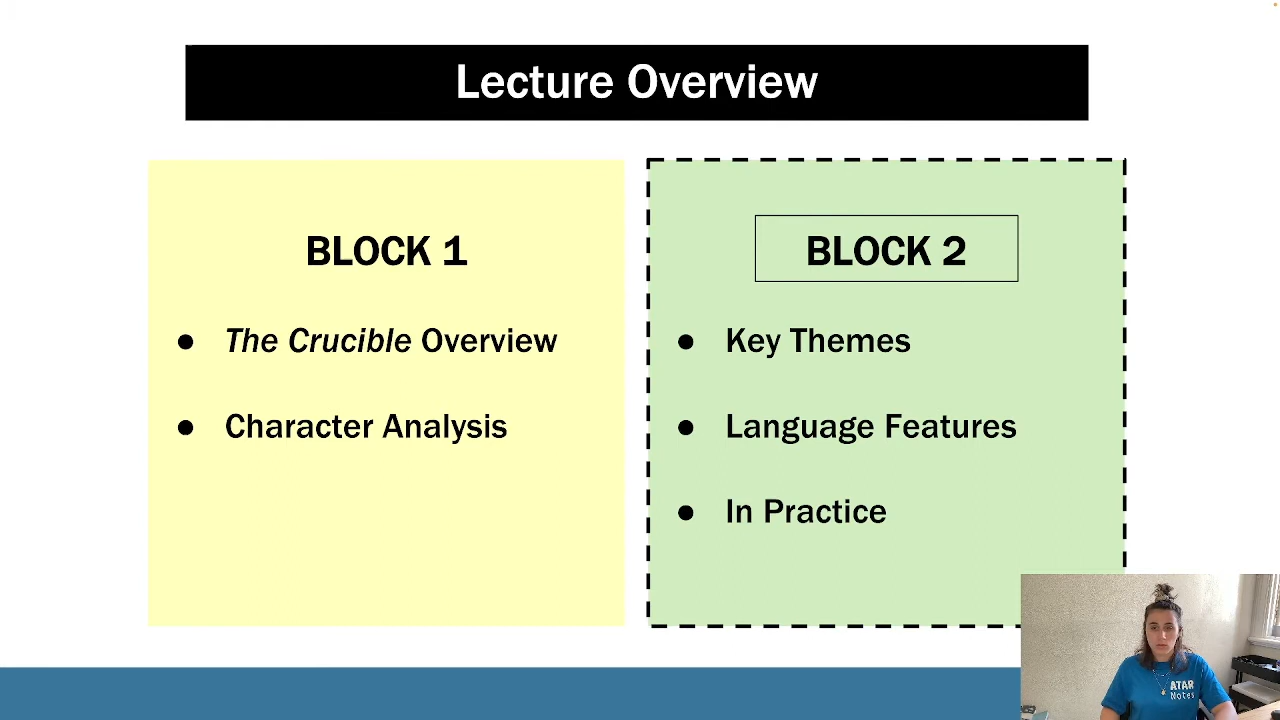 Lecture Overview
BLOCK 1
● The Crucible Overview
● Character Analysis
BLOCK 2
● Key Themes
● Language Features
● In Practice
ATAR
Notes